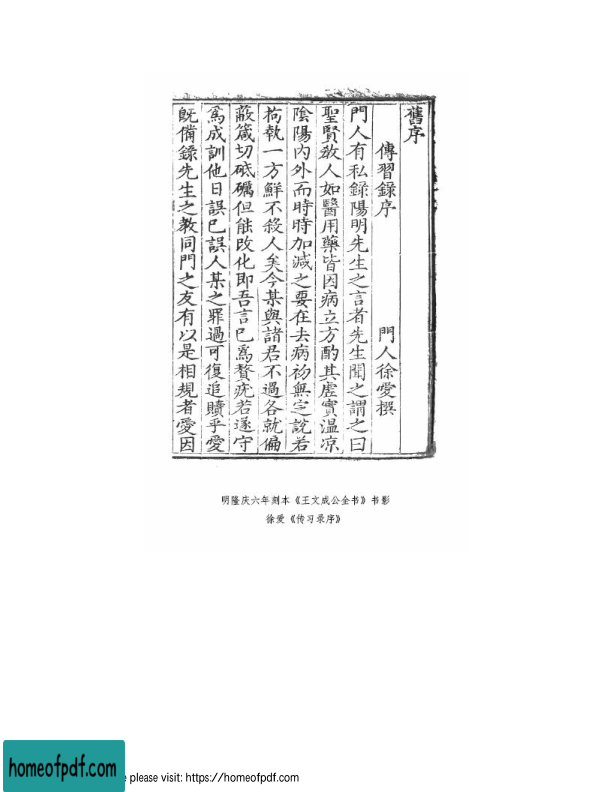 舊序
傳習錄序
門人徐愛撰
門人有私錄陽明先生之言者先生聞之謂之曰
聖賢教人如醫用藥皆因病立方酌其虛實温凉
陰陽內外而時時加減之要在去病初無定說若
拘執一方鮮不殺人矣今某與諸君不過各就偏
蔽箴切砥礪但能改化即吾言已爲贅疣若遂守
爲成訓他日誤已誤人某之罪過可復追贖乎愛
旣備錄先生之教同門之友有以是相規者愛因
明隆庆六年刻本《王文成公全书》书影
徐爱《传习录序》
homeofpdf.com
e please visit: https://homeofpdf.com